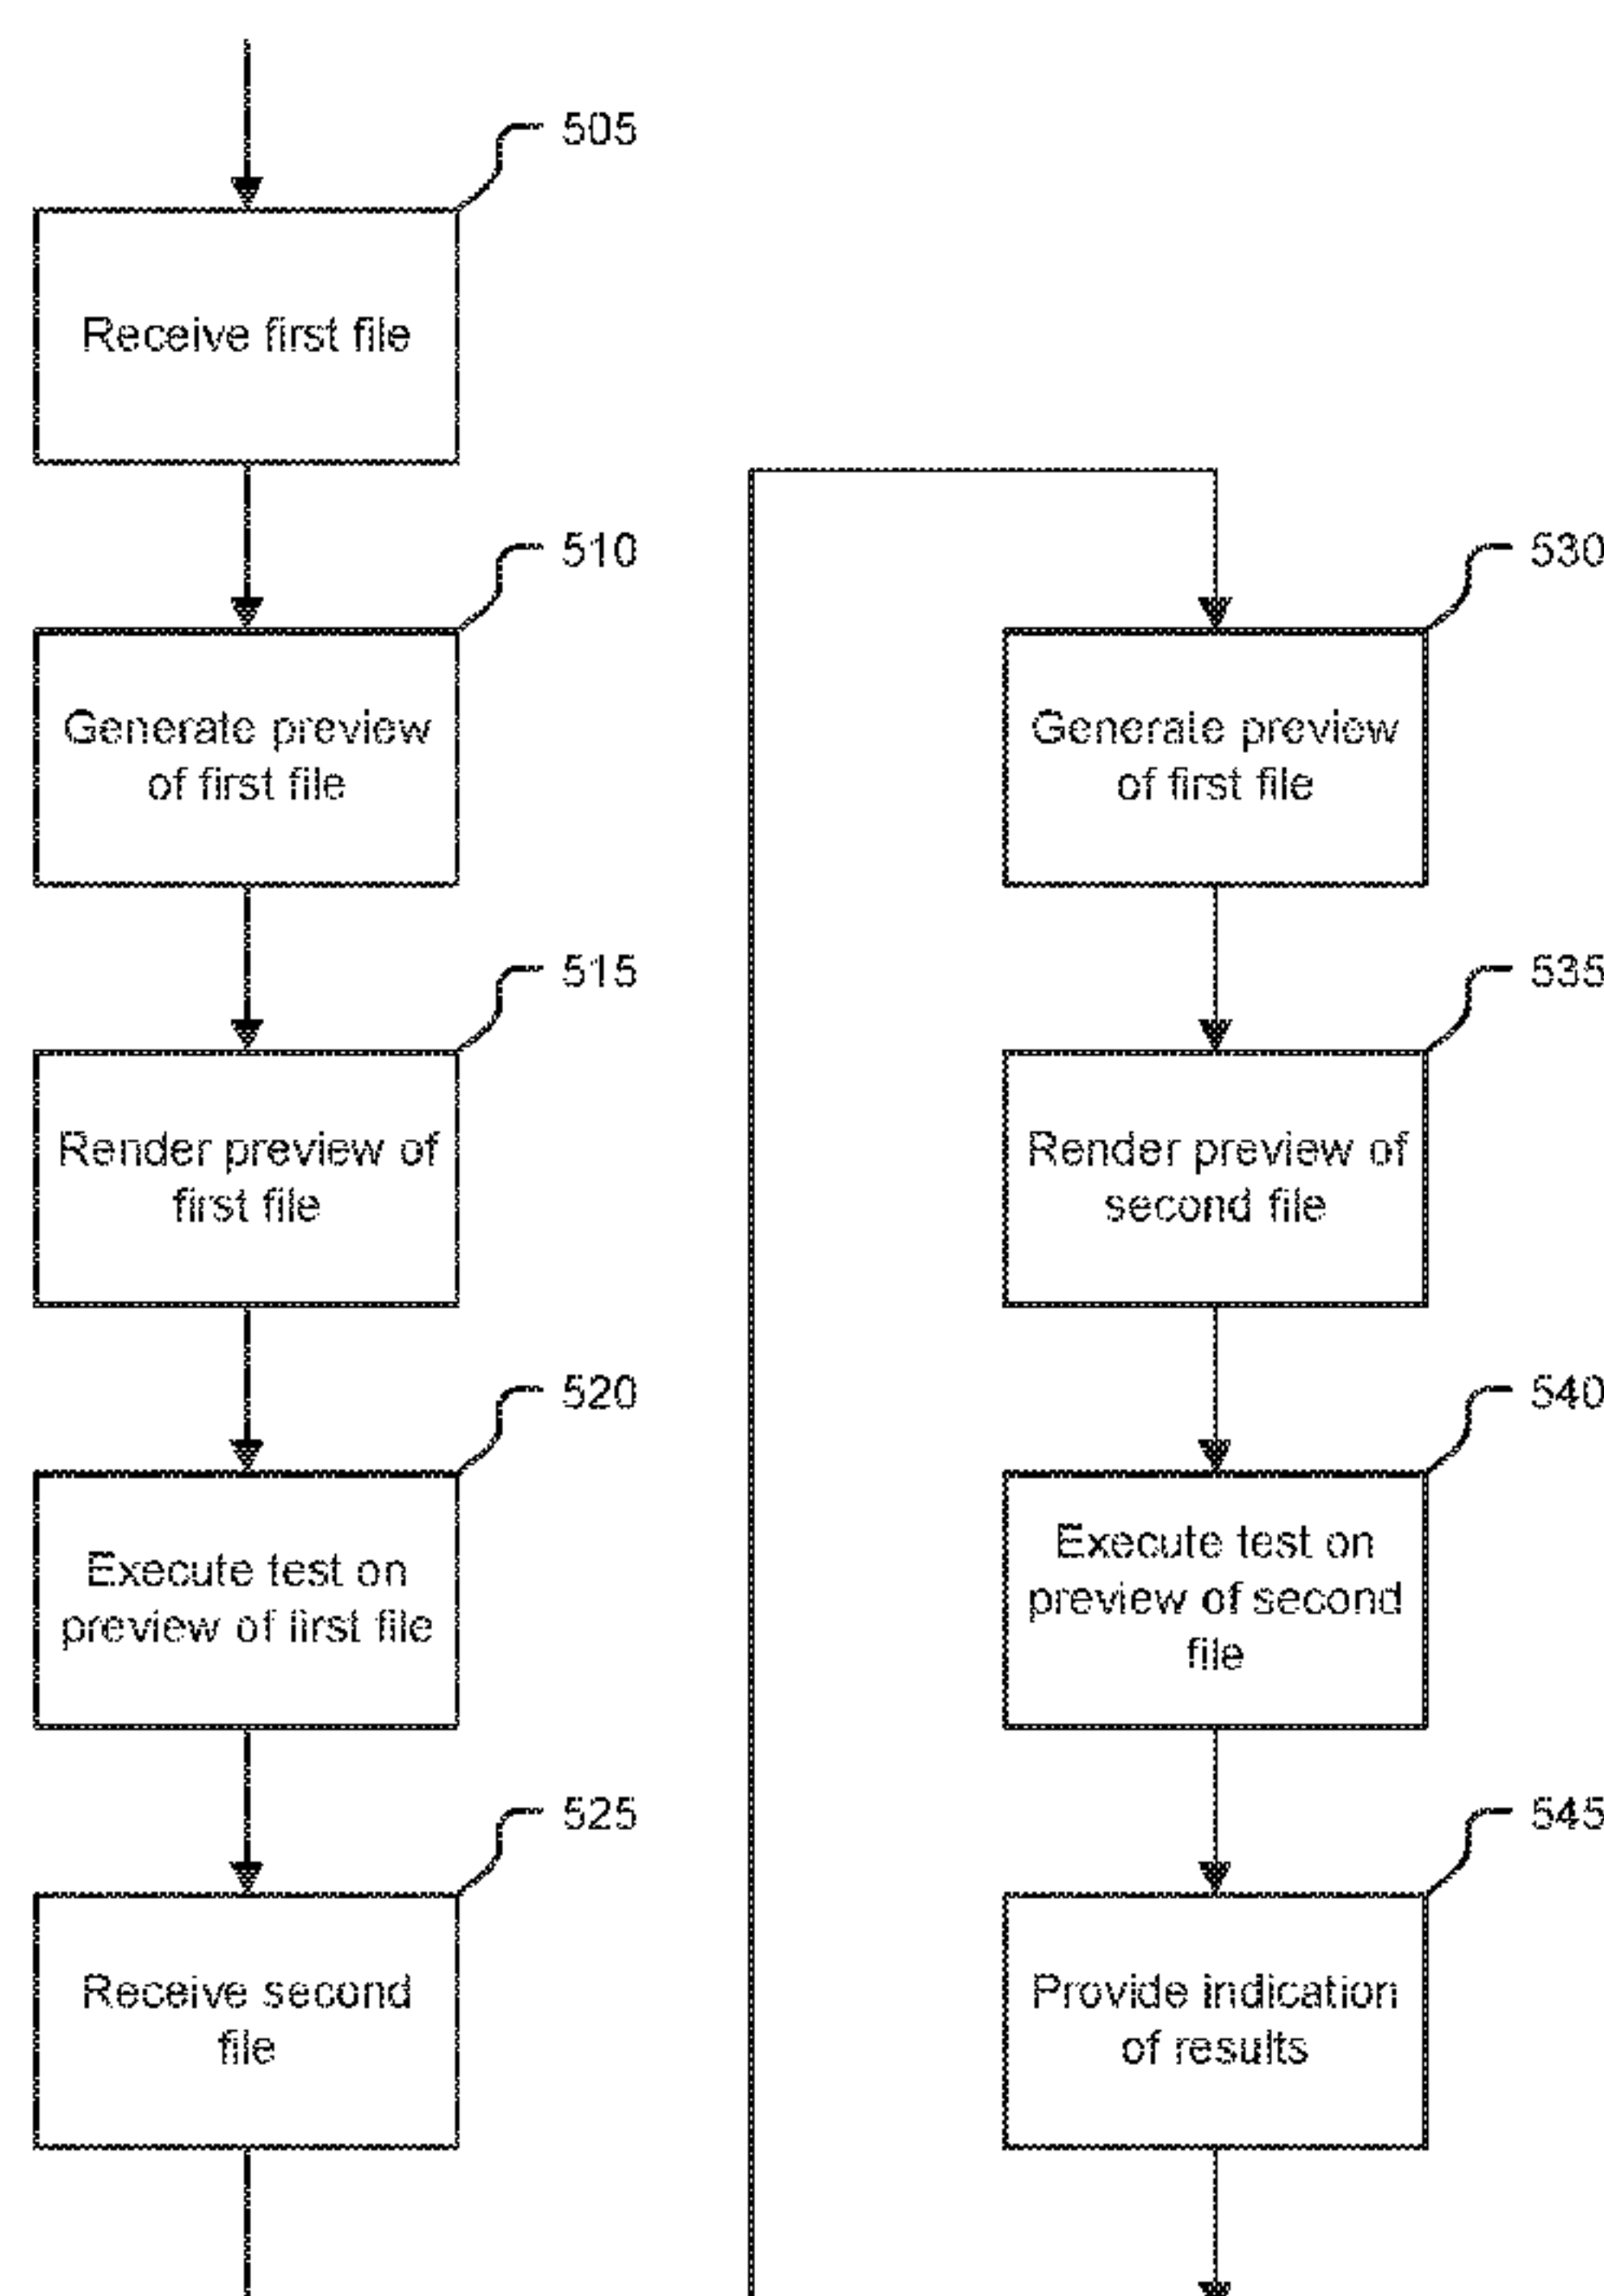 505
Receive first file
510
Generate preview
of first file
515
Render preview of
first file
520
Execute test on
preview of first file
525
Receive second
file
530
Generate preview
of first file
535
Render preview of
second file
540
Execute test on
preview of second
file
545
Provide indication
of results